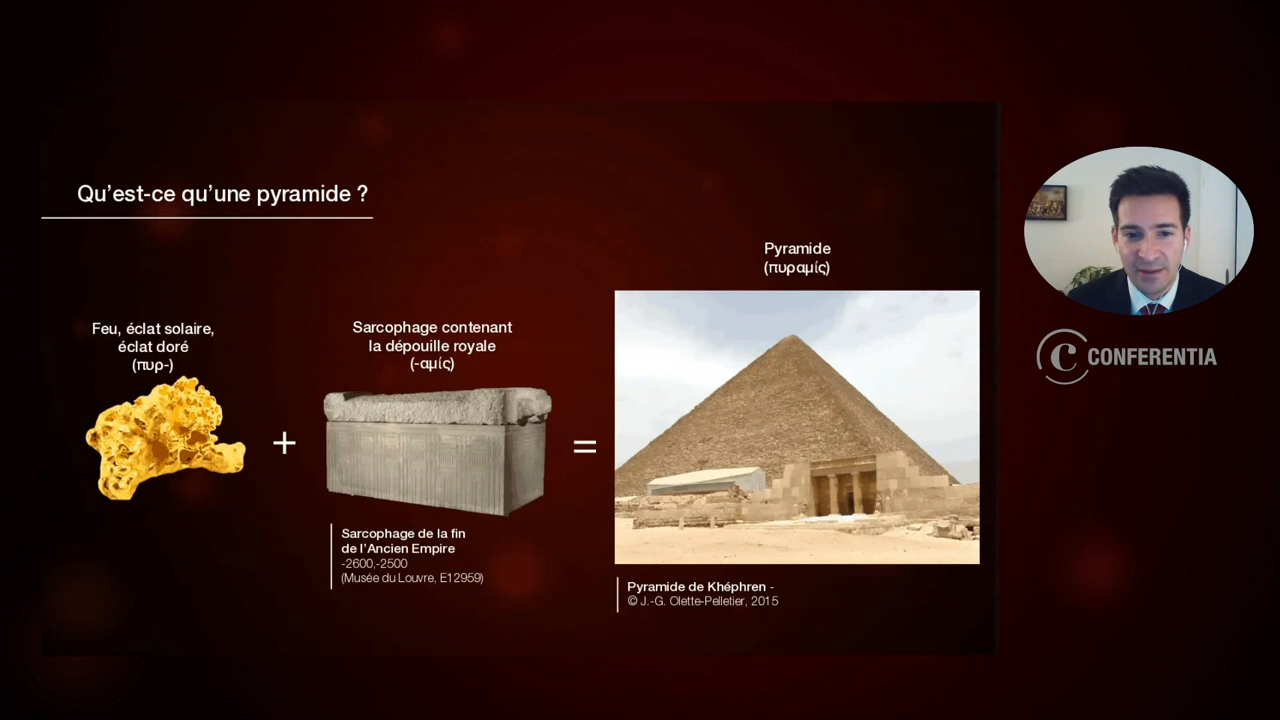 Qu’est-ce qu’une pyramide ?
Feu, éclat solaire,
éclat doré
(πυρ-)
Sarcophage contenant
la dépouille royale
(-αμίς)
Pyramide
(πυραμίς)
+
=
Sarcophage de la fin
de l’Ancien Empire
-2600,-2500
(Musée du Louvre, E12959)
Pyramide de Khéphren -
© J.-G. Olette-Pelletier, 2015
C CONFERENTIA